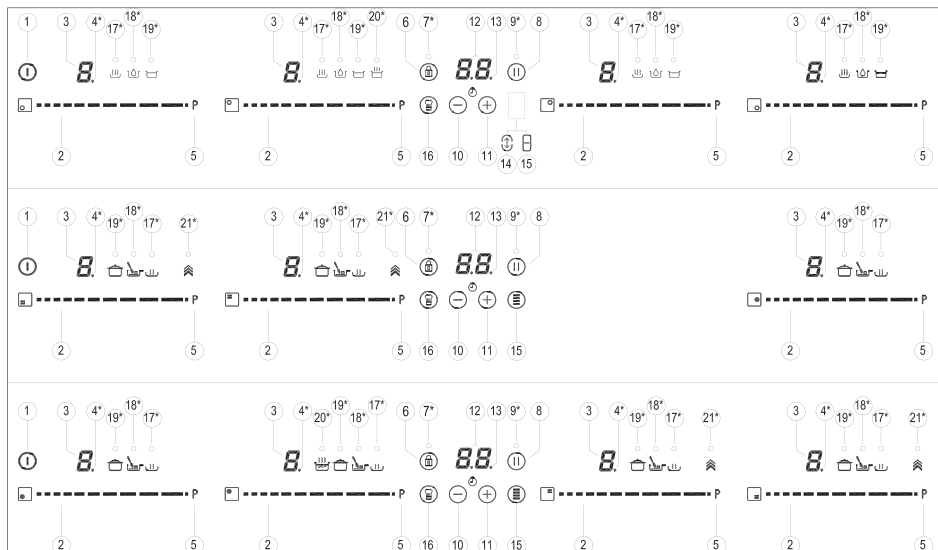 18* 18* 20* 18* 18*
1 3 4* 17* 19* 3 4* 17* 19* 6 7* 12 13 9* 8 3 4* 17* 19* 3 4* 17* 19*
8. 8. 88. 8. 8.
P P P P
2 5 2 5 16 10 11 14 15 2 5 2 5
18* 18* 18*
1 3 4* 19* 17* 21* 3 4* 19* 17* 21* 6 7* 12 13 9* 8 3 4* 19* 17*
8. 8. 88. 8.
P P P
2 5 2 5 16 10 11 15 2 5
18* 19* 17* 18* 18*
1 3 4* 19* 17* 3 4* 20* 18* 6 7* 12 13 9* 8 3 4* 19* 17* 21* 3 4* 19* 17* 21*
8. 8. 88. 8. 8.
P P P P
2 5 2 5 16 10 11 15 2 5 2 5